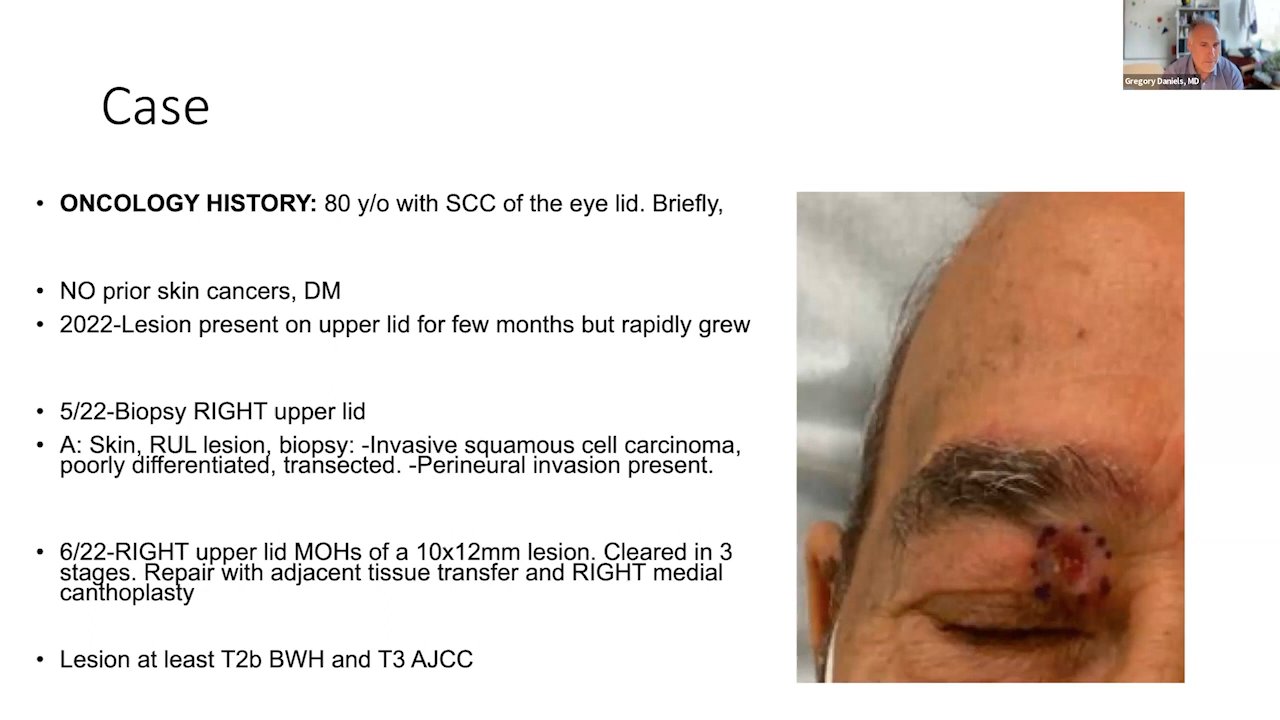 Gregory Daniels, MD
Case
• ONCOLOGY HISTORY: 80 y/o with SCC of the eye lid. Briefly,
• NO prior skin cancers, DM
• 2022-Lesion present on upper lid for few months but rapidly grew
• 5/22-Biopsy RIGHT upper lid
• A: Skin, RUL lesion, biopsy: -Invasive squamous cell carcinoma,
poorly differentiated, transected. -Perineural invasion present.
• 6/22-RIGHT upper lid MOHs of a 10x12mm lesion. Cleared in 3
stages. Repair with adjacent tissue transfer and RIGHT medial
canthoplasty
• Lesion at least T2b BWH and T3 AJCC